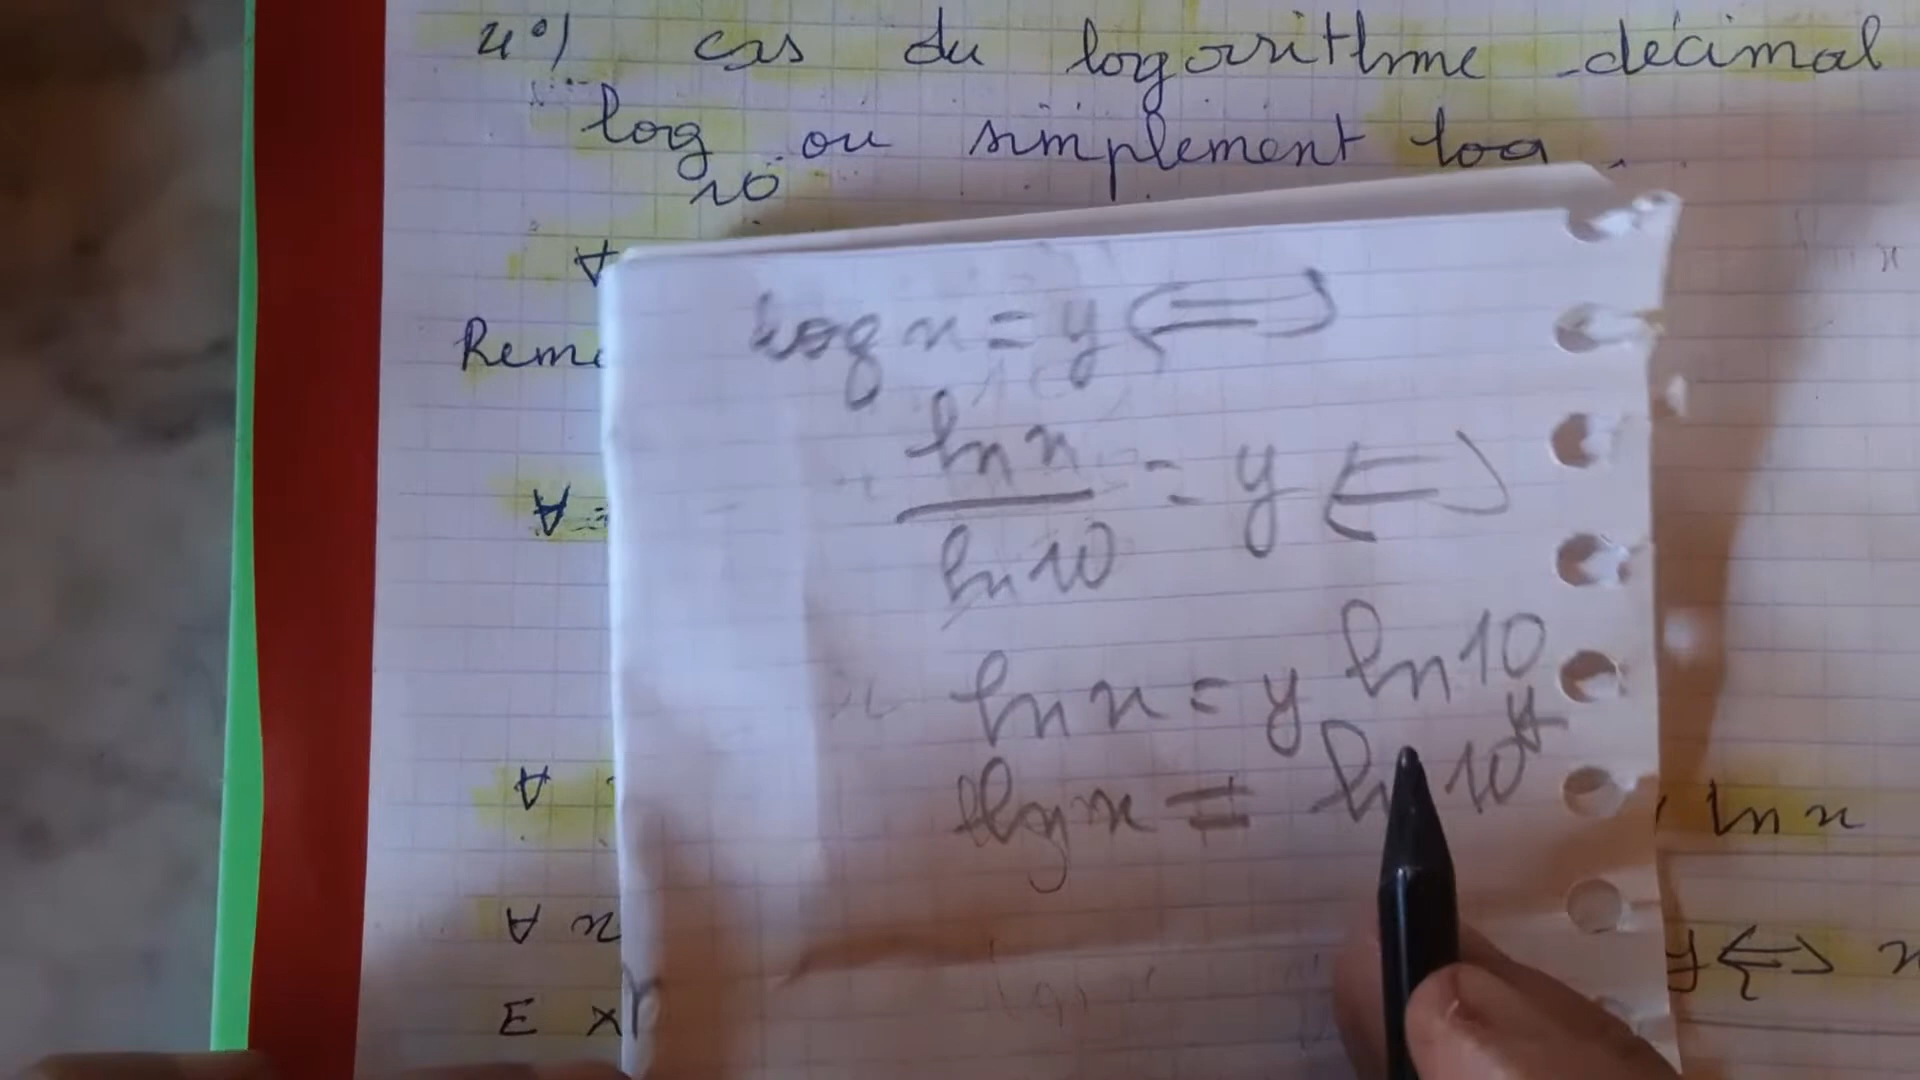 4°) cas du logarithme décimal
log₁₀ ou simplement log
∀
Rem
log x = y ⟺
ln x / ln 10 = y ⟺
∀
ln x = y ln 10
∀
x = ln 10^y
ln x
∀ x
y ⟺ x
E x